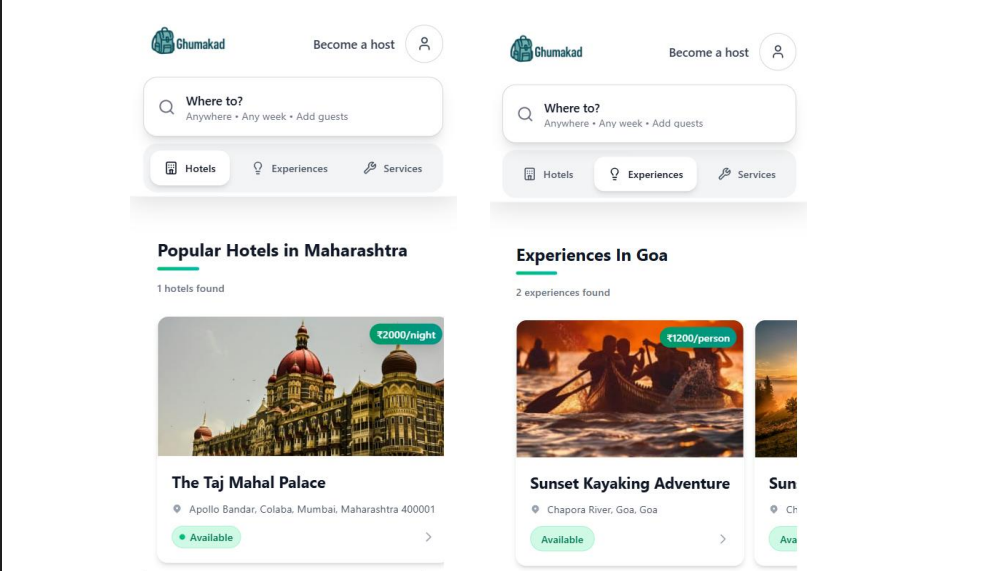 Ghumakad
Become a host
Where to?
Anywhere • Any week • Add guests
Hotels
Experiences
Services
Popular Hotels in Maharashtra
1 hotels found
₹2000/night
The Taj Mahal Palace
Apollo Bandar, Colaba, Mumbai, Maharashtra 400001
Available
Ghumakad
Become a host
Where to?
Anywhere • Any week • Add guests
Hotels
Experiences
Services
Experiences In Goa
2 experiences found
₹1200/person
Sunset Kayaking Adventure
Chapora River, Goa, Goa
Available
Sun
Ch
Ava